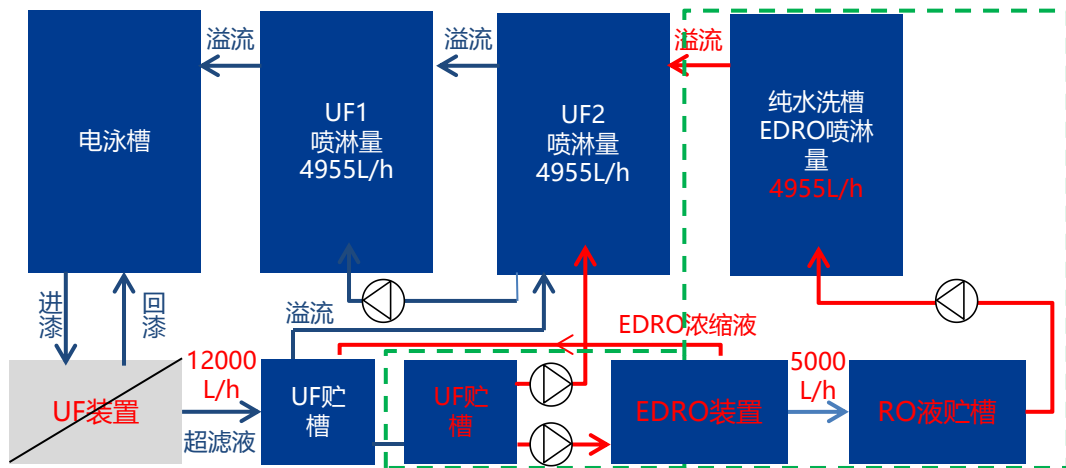 溢流
溢流
溢流
电泳槽
UF1
喷淋量
4955L/h
UF2
喷淋量
4955L/h
纯水洗槽
EDRO喷淋
量
4955L/h
进
漆
回
漆
溢流
EDRO浓缩液
UF装置
12000
L/h
超滤液
UF贮
槽
UF贮
槽
EDRO装置
5000
L/h
RO液贮槽